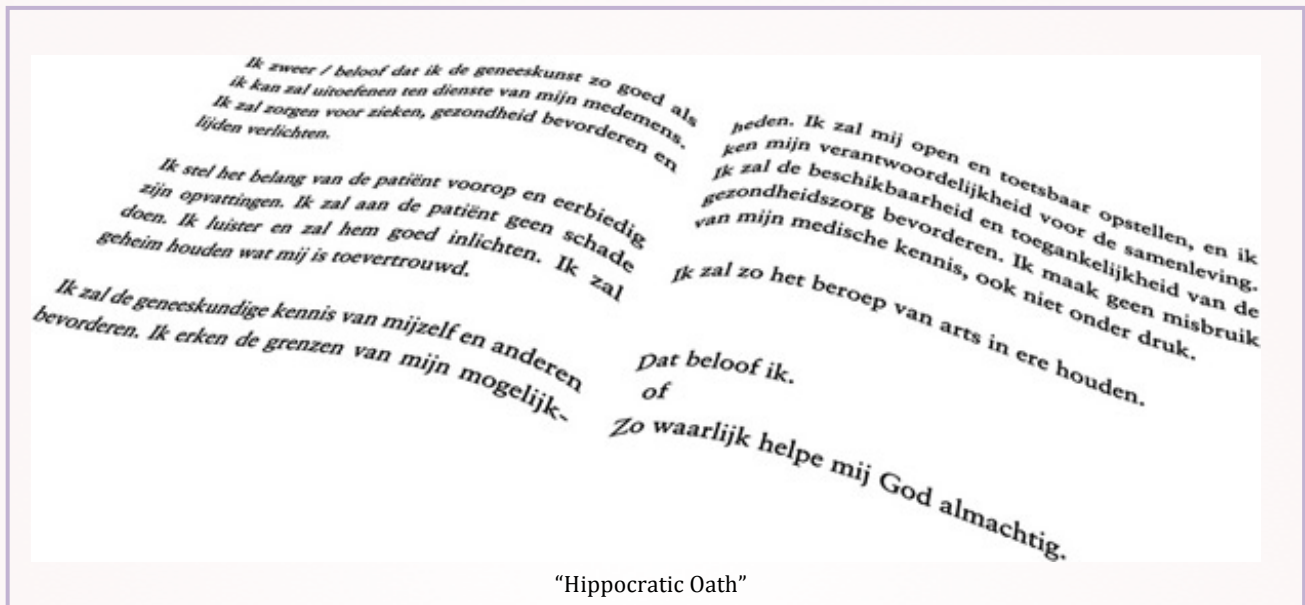 Ik zweer / beloof dat ik de geneeskunst zo goed als
ik kan zal uitoefenen ten dienste van mijn medemens.
Ik zal zorgen voor zieken, gezondheid bevorderen en
lijden verlichten.
Ik stel het belang van de patiënt voorop en eerbiedig
zijn opvattingen. Ik zal aan de patiënt geen schade
doen. Ik luister en zal hem goed inlichten. Ik zal
geheim houden wat mij is toevertrouwd.
Ik zal de geneeskundige kennis van mijzelf en anderen
bevorderen. Ik erken de grenzen van mijn mogelijk-
heden. Ik zal mij open en toetsbaar opstellen, en ik
ken mijn verantwoordelijkheid voor de samenleving.
Ik zal de beschikbaarheid en toegankelijkheid van de
gezondheidszorg bevorderen. Ik maak geen misbruik
van mijn medische kennis, ook niet onder druk.
Ik zal zo het beroep van arts in ere houden.
Dat beloof ik.
of
Zo waarlijk helpe mij God almachtig.
“Hippocratic Oath”